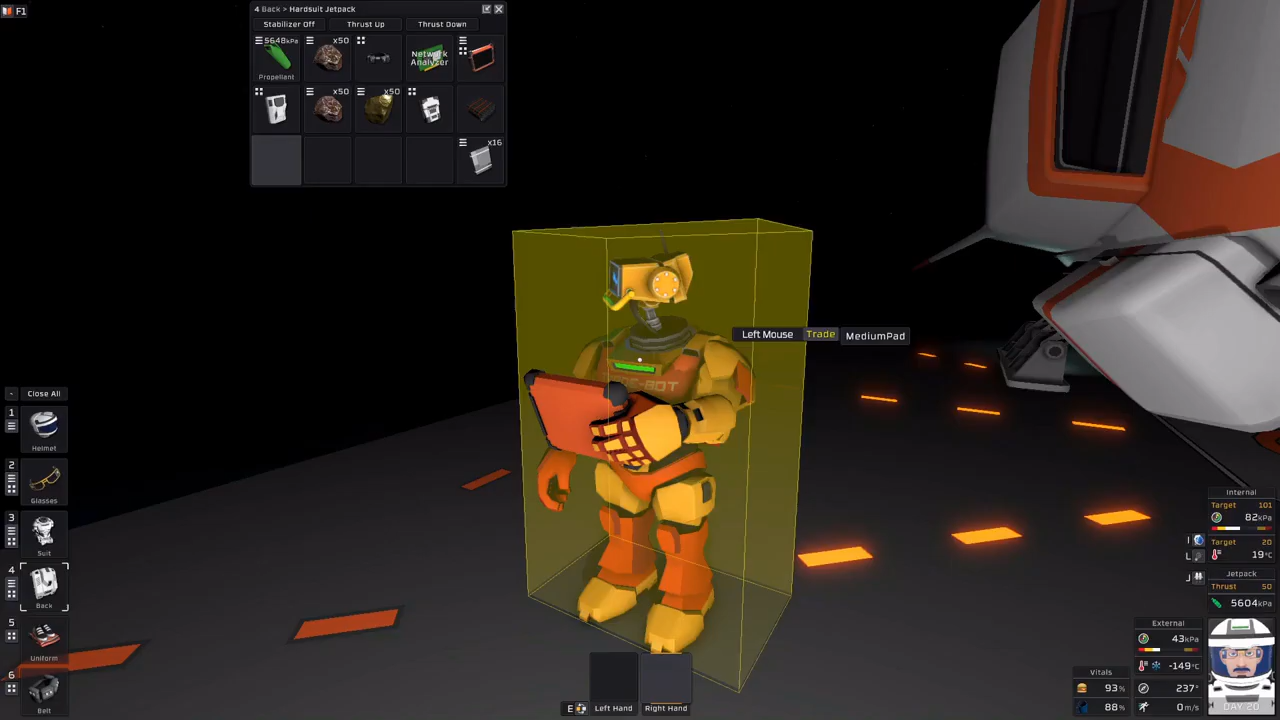 F1
4 Back > Hardsuit Jetpack
Stabilizer Off Thrust Up Thrust Down
5648kPa x50 Network Analyzer
Propellant
x50 x50
x16
Left Mouse Trade MediumPad
- Close All
1 Helmet
2 Glasses
3 Suit
4 Back
5 Uniform
6 Belt
E Left Hand Right Hand
Internal
Target 101
82kPa
Target 20
19°C
I
L
J
Jetpack
Thrust 50
5604kPa
External
43kPa
-149°C
Vitals
93% 237°
88% 0m/s
DAY 20